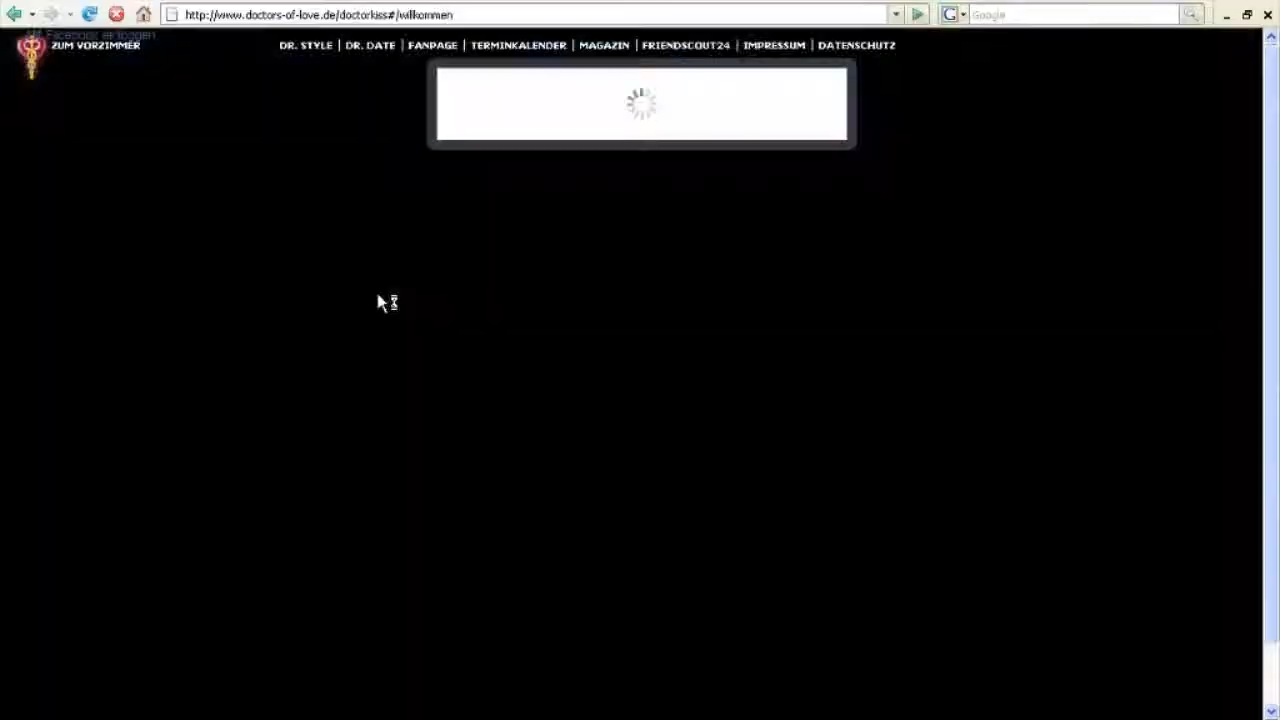 http://www.doctors-of-love.de/doctorkiss#/willkommen
Google
ZUM VORZIMMER
DR. STYLE | DR. DATE | FANPAGE | TERMINKALENDER | MAGAZIN | FRIENDSCOUT24 | IMPRESSUM | DATENSCHUTZ